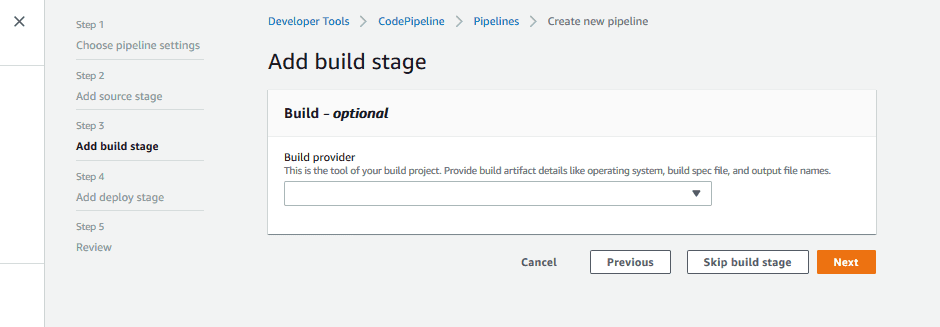 Developer Tools > CodePipeline > Pipelines > Create new pipeline
Step 1
Choose pipeline settings
Step 2
Add source stage
Step 3
Add build stage
Step 4
Add deploy stage
Step 5
Review
Add build stage
Build – optional
Build provider
This is the tool of your build project. Provide build artifact details like operating system, build spec file, and output file names.
Cancel
Previous
Skip build stage
Next